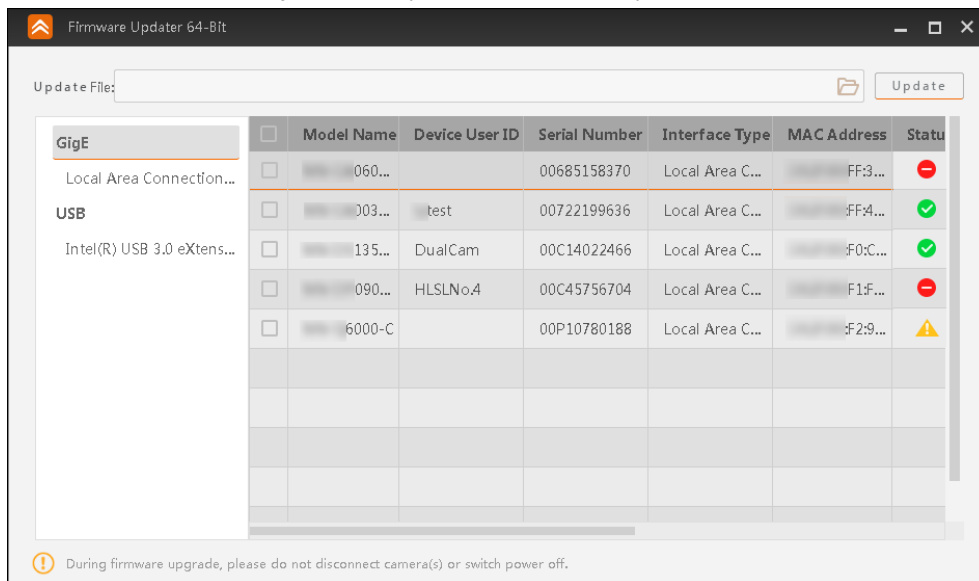 Firmware Updater 64-Bit
Update File:
Update
GigE
Local Area Connection...
USB
Intel(R) USB 3.0 eXtens...
Model Name Device User ID Serial Number Interface Type MAC Address Statu
060... 00685158370 Local Area C... FF:3...
003... test 00722199636 Local Area C... :FF:4...
135... DualCam 00C14022466 Local Area C... :F0:C...
090... HLSLNo.4 00C45756704 Local Area C... F1:F...
6000-C 00P10780188 Local Area C... :F2:9...
During firmware upgrade, please do not disconnect camera(s) or switch power off.